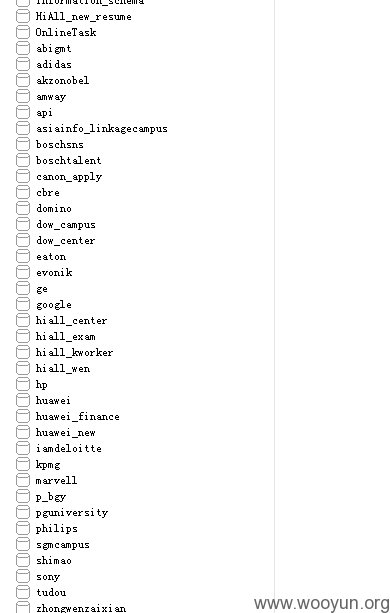 information_schema
HiAll_new_resume
OnlineTask
abigmt
adidas
akzonobel
amway
api
asiainfo_linkagecampus
boschsns
boschtalent
canon_apply
cbre
domino
dow_campus
dow_center
eaton
evonik
ge
google
hiall_center
hiall_exam
hiall_kworker
hiall_wen
hp
huawei
huawei_finance
huawei_new
iamdeloitte
kpmg
marvell
p_bgy
pguniversity
philips
sgmcampus
shimao
sony
tudou
zhongwenzaixian
www.wooyun.org